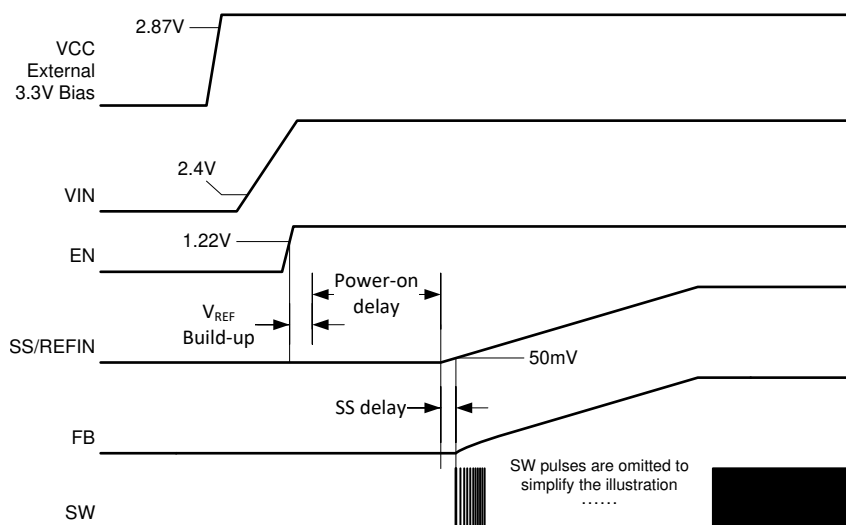 2.87V
VCC
External
3.3V Bias
2.4V
VIN
1.22V
EN
Power-on
delay
VREF
Build-up
SS/REFIN
50mV
SS delay
FB
SW pulses are omitted to
simplify the illustration
......
SW